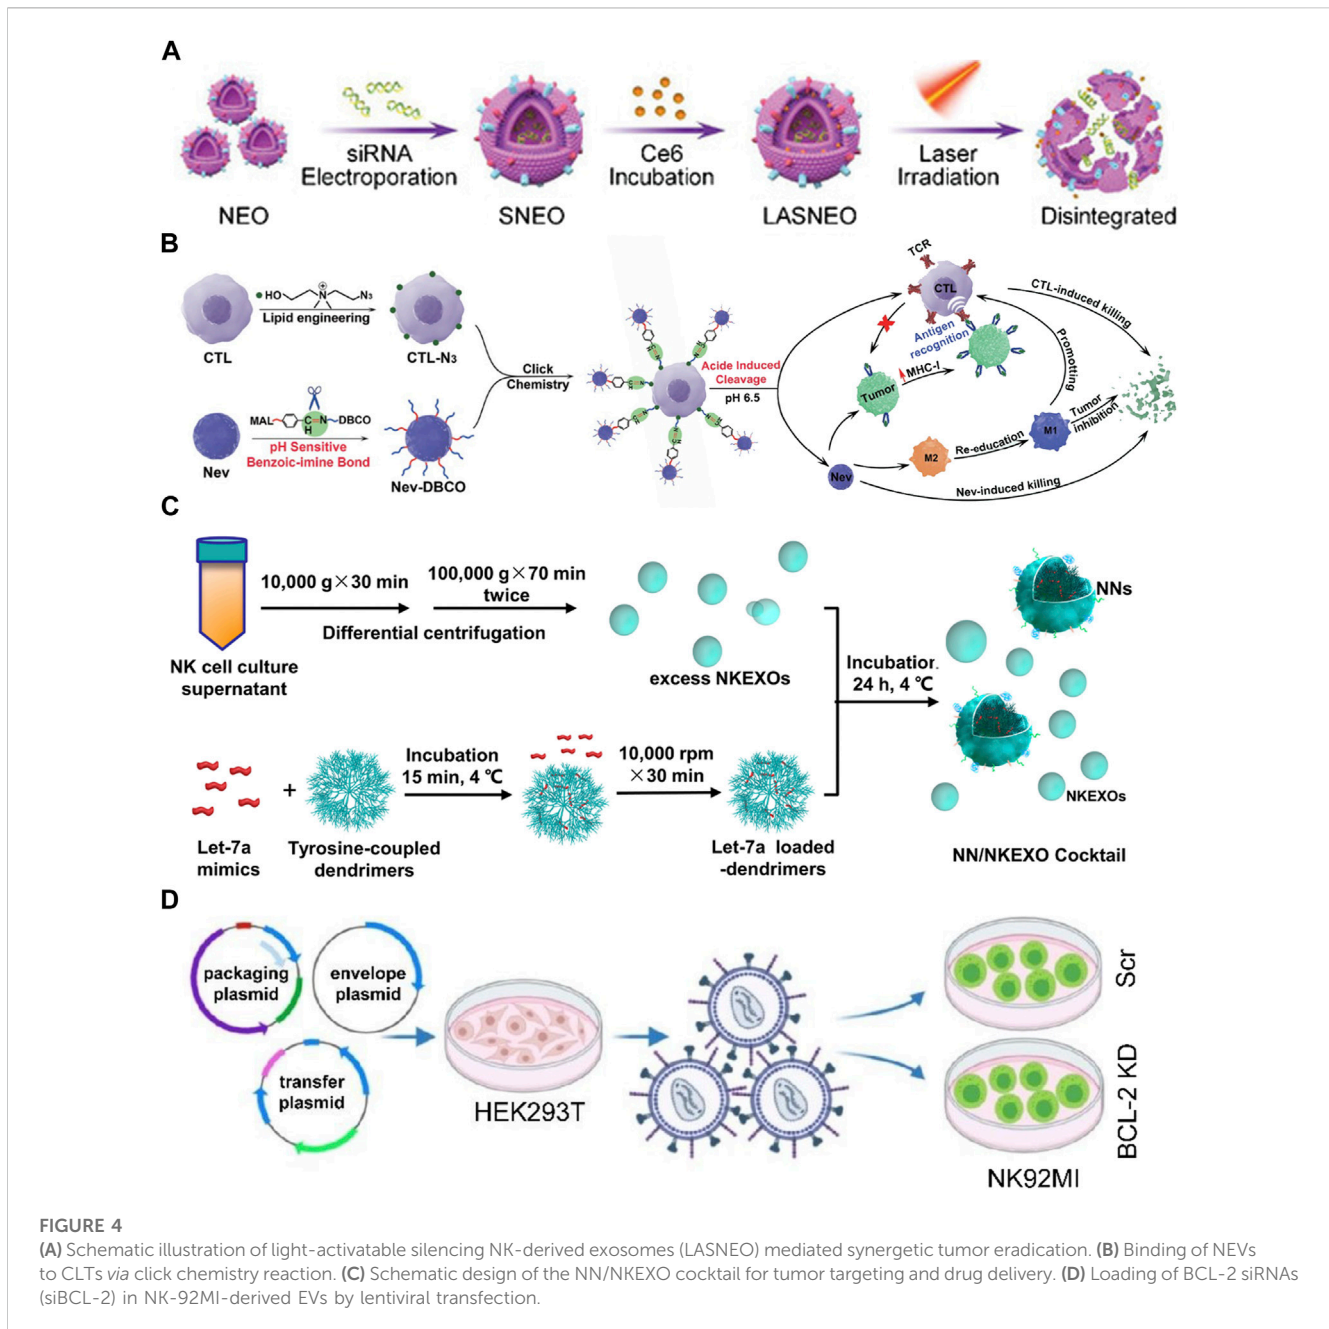 A
siRNA
Electroporation
Ce6
Incubation
Laser
Irradiation
NEO
SNEO
LASNEO
Disintegrated
B
CTL
HO
N
+
N₃
Lipid engineering
CTL-N₃
Nev
MAL
O
C
H
N
DBCO
pH Sensitive
Benzoic-imine Bond
Nev-DBCO
Click
Chemistry
Acide Induced
Cleavage
pH 6.5
TCR
CTL
Antigen
recognition
Tumor
MHC-I
CTL-induced killing
Promotting
Nev
M2
Re-education
M1
Tumor
inhibition
Nev-induced killing
C
NK cell culture
supernatant
10,000 g×30 min
100,000 g×70 min
twice
Differential centrifugation
excess NKEXOs
Let-7a
mimics
+
Tyrosine-coupled
dendrimers
Incubation
15 min, 4 ℃
10,000 rpm
×30 min
Let-7a loaded
-dendrimers
Incubation.
24 h, 4 ℃
NNs
NKEXOs
NN/NKEXO Cocktail
D
packaging
plasmid
envelope
plasmid
transfer
plasmid
HEK293T
Scr
BCL-2 KD
NK92MI
FIGURE 4
(A) Schematic illustration of light-activatable silencing NK-derived exosomes (LASNEO) mediated synergetic tumor eradication. (B) Binding of NEVs
to CLTs via click chemistry reaction. (C) Schematic design of the NN/NKEXO cocktail for tumor targeting and drug delivery. (D) Loading of BCL-2 siRNAs
(siBCL-2) in NK-92MI-derived EVs by lentiviral transfection.